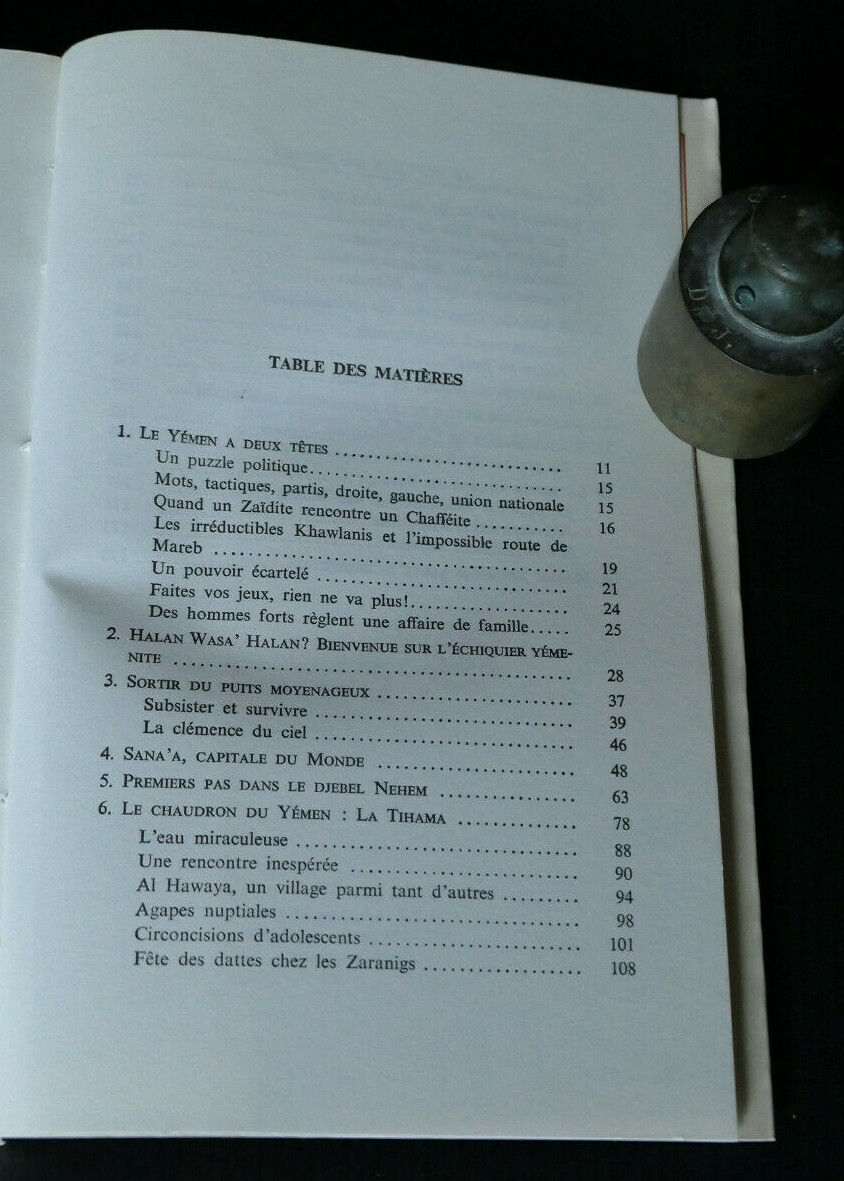 TABLE DES MATIÈRES
1. LE YÉMEN A DEUX TÊTES ........................... 11
Un puzzle politique.............................. 15
Mots, tactiques, partis, droite, gauche, union nationale 15
Quand un Zaïdite rencontre un Chafféite ........... 16
Les irréductibles Khawlanis et l'impossible route de
Mareb ........................................... 19
Un pouvoir écartelé ............................. 21
Faites vos jeux, rien ne va plus!.................... 24
Des hommes forts règlent une affaire de famille..... 25
2. HALAN WASA' HALAN? BIENVENUE SUR L'ÉCHIQUIER YÉME-
NITE ............................................... 28
3. SORTIR DU PUITS MOYENAGEUX ....................... 37
Subsister et survivre .............................. 39
La clémence du ciel .............................. 46
4. SANA'A, CAPITALE DU MONDE ....................... 48
5. PREMIERS PAS DANS LE DJEBEL NEHEM ................ 63
6. LE CHAUDRON DU YÉMEN : LA TIHAMA .............. 78
L'eau miraculeuse ................................. 88
Une rencontre inespérée .......................... 90
Al Hawaya, un village parmi tant d'autres ......... 94
Agapes nuptiales .................................. 98
Circoncisions d'adolescents ......................... 101
Fête des dattes chez les Zaranigs .................. 108